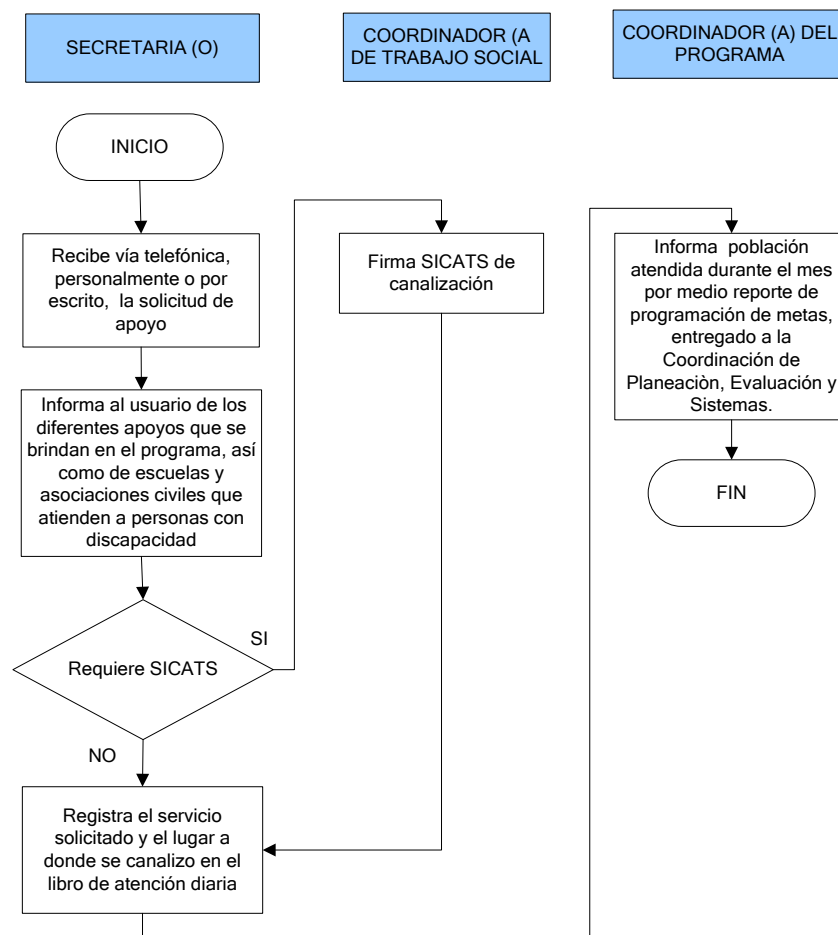 SECRETARIA (O)
COORDINADOR (A
DE TRABAJO SOCIAL
COORDINADOR (A) DEL
PROGRAMA
INICIO
Recibe vía telefónica,
personalmente o por
escrito, la solicitud de
apoyo
Informa al usuario de los
diferentes apoyos que se
brindan en el programa, así
como de escuelas y
asociaciones civiles que
atienden a personas con
discapacidad
Requiere SICATS
SI
NO
Registra el servicio
solicitado y el lugar a
donde se canalizo en el
libro de atención diaria
Firma SICATS de
canalización
Informa población
atendida durante el mes
por medio reporte de
programación de metas,
entregado a la
Coordinación de
Planeaciòn, Evaluación y
Sistemas.
FIN